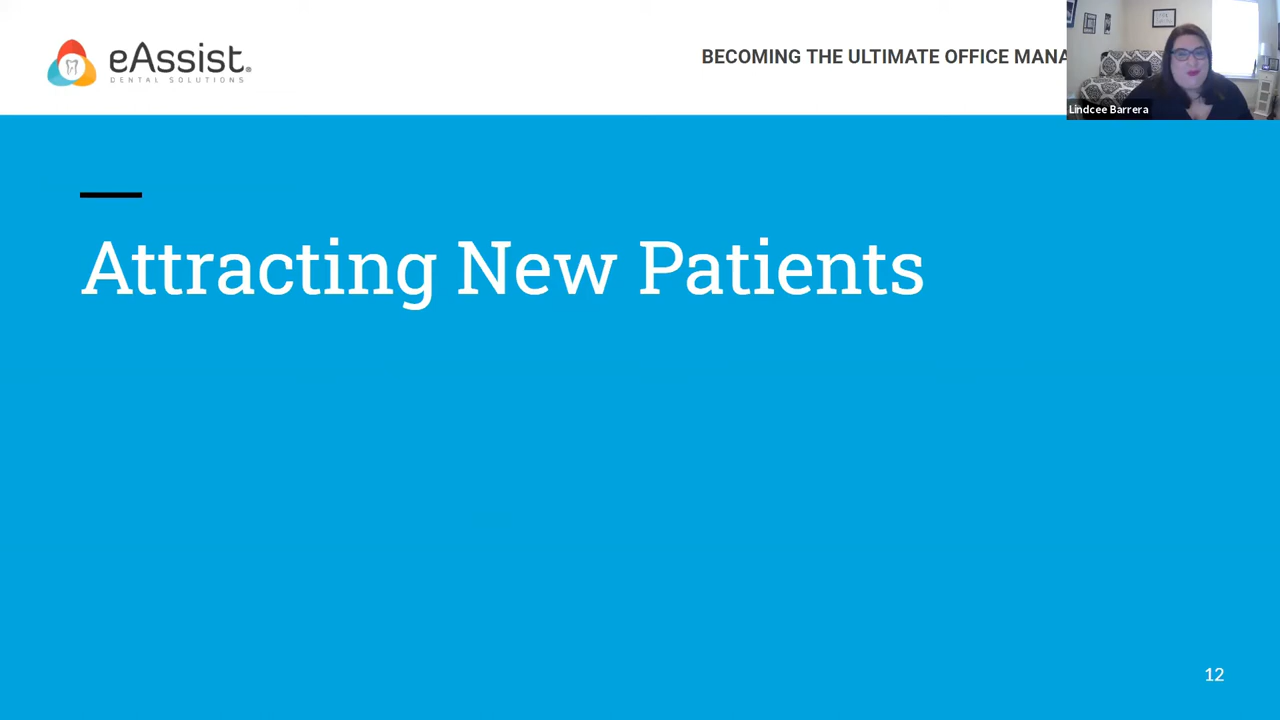 eAssist®
DENTAL SOLUTIONS
BECOMING THE ULTIMATE OFFICE MANA
Lindcee Barrera
Attracting New Patients
12